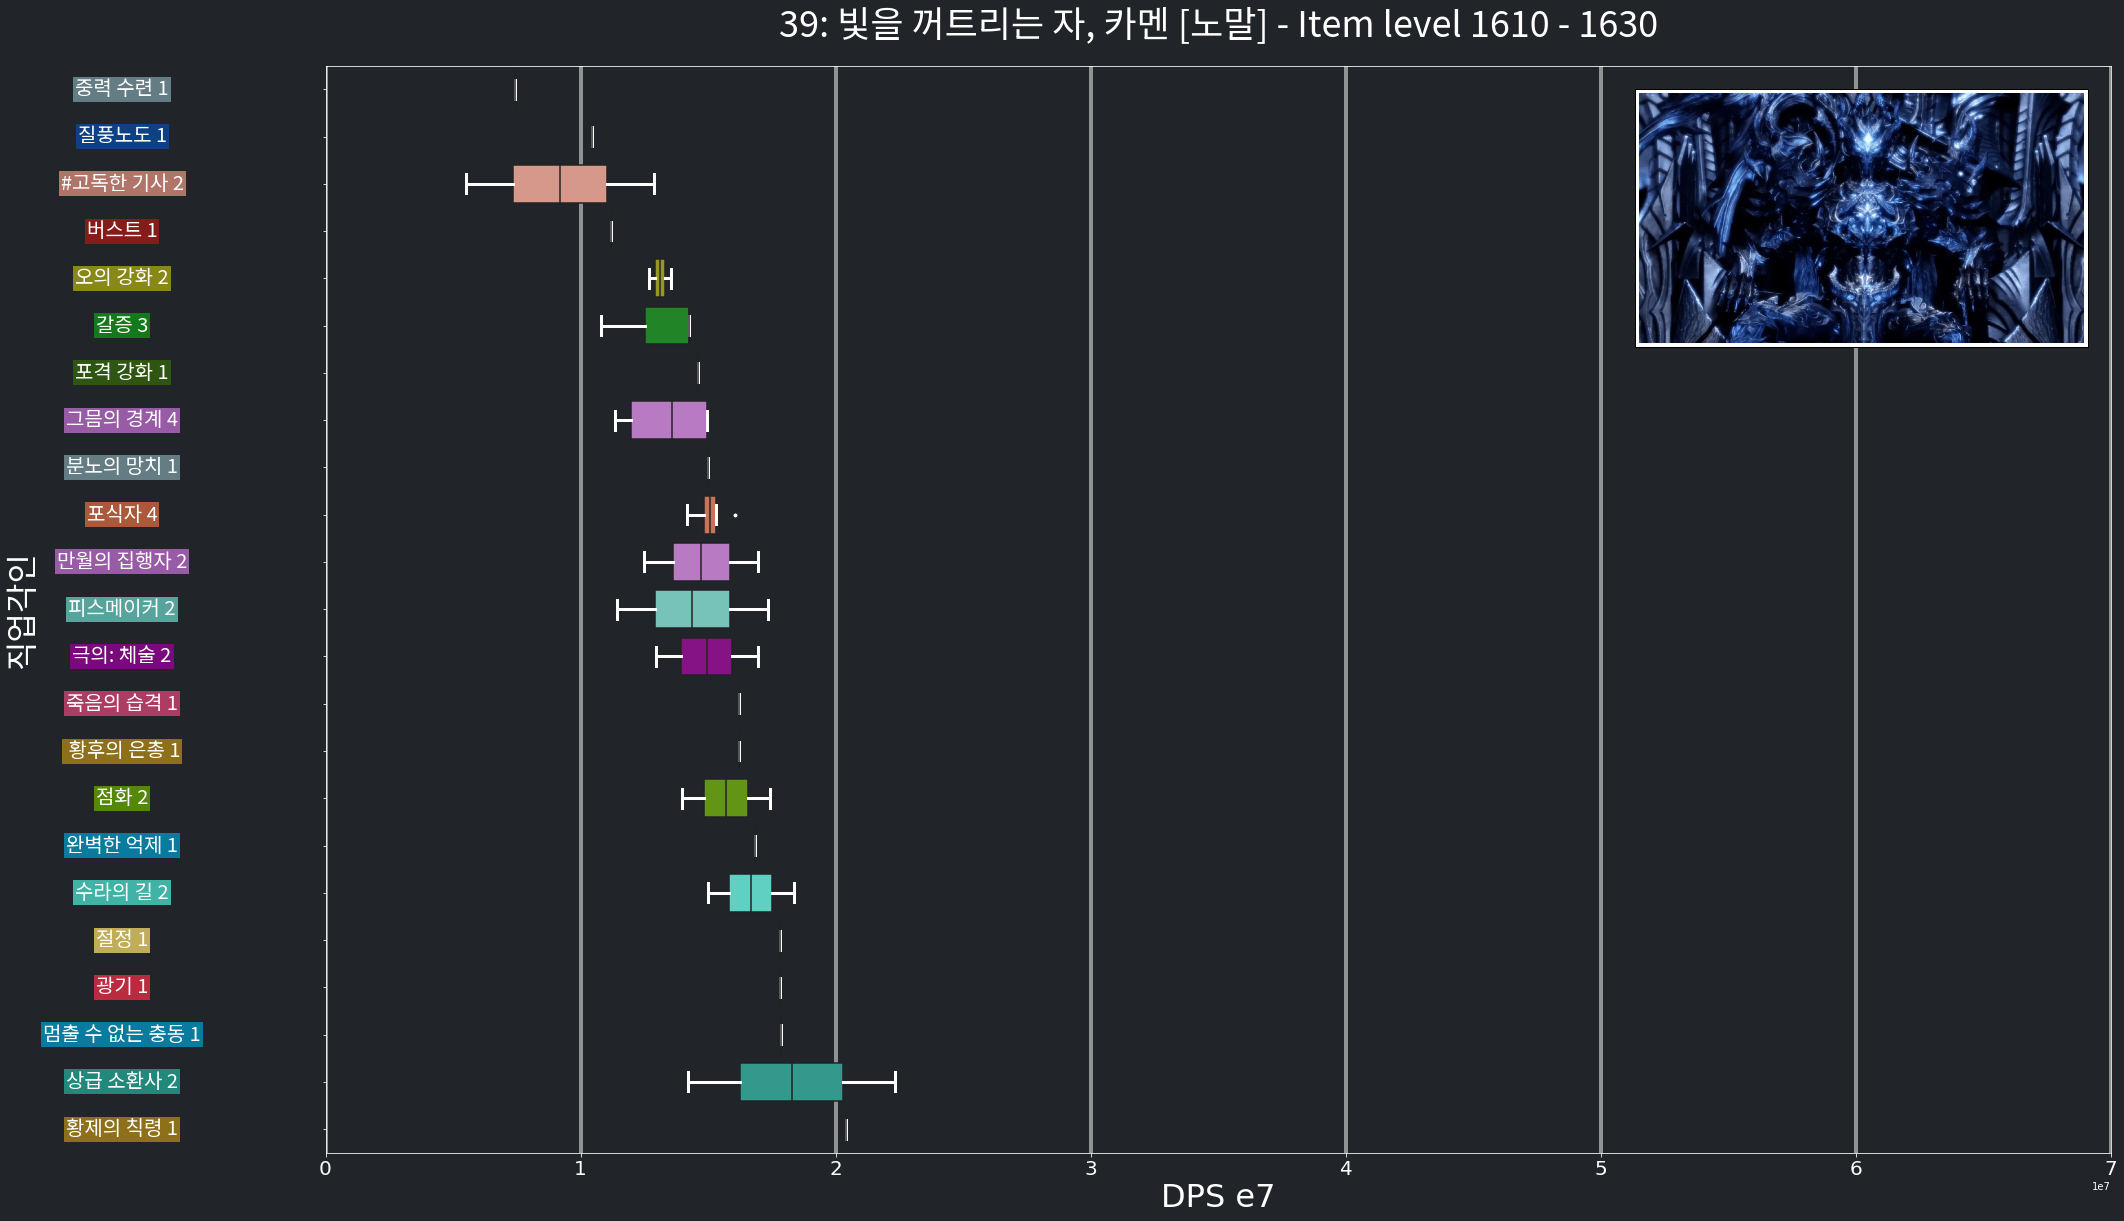 39: 빛을 꺼트리는 자, 카멘 [노말] - Item level 1610 - 1630
중력 수련 1
질풍노도 1
#고독한 기사 2
버스트 1
오의 강화 2
갈증 3
포격 강화 1
그믐의 경계 4
분노의 망치 1
포식자 4
만월의 집행자 2
피스메이커 2
극의: 체술 2
죽음의 습격 1
황후의 은총 1
점화 2
완벽한 억제 1
수라의 길 2
절정 1
광기 1
멈출 수 없는 충동 1
상급 소환사 2
황제의 칙령 1
직업각인
0 1 2 3 4 5 6 7
1e7
DPS e7